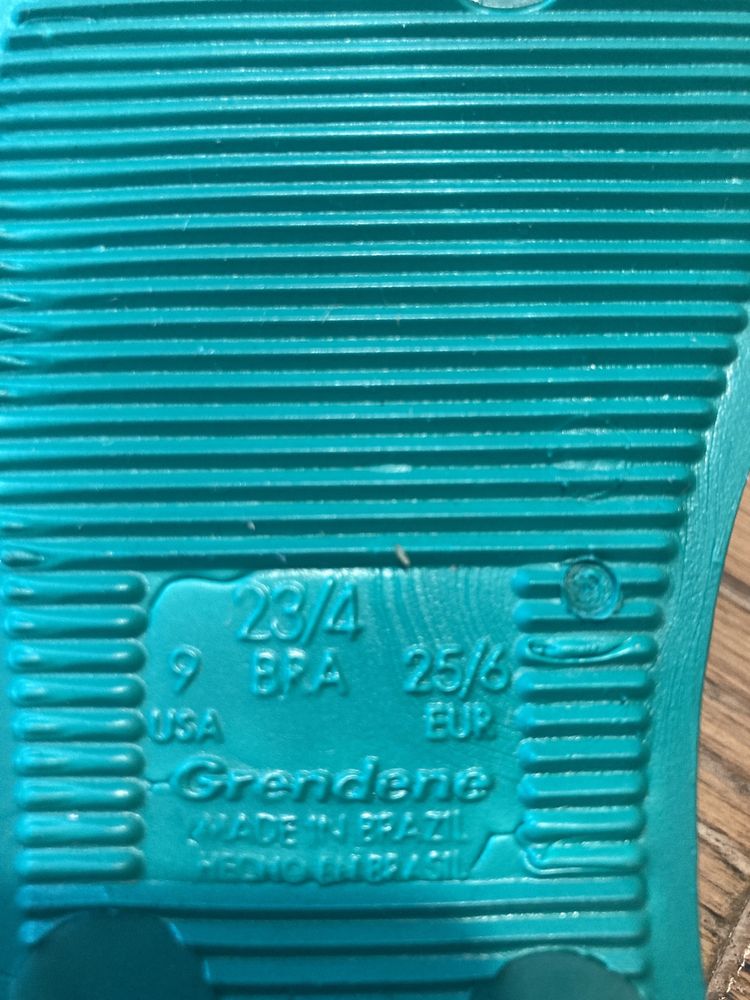 23/4
9 BRA 25/6
USA EUR
Grendene
MADE IN BRAZIL
HECHO EN BRASIL